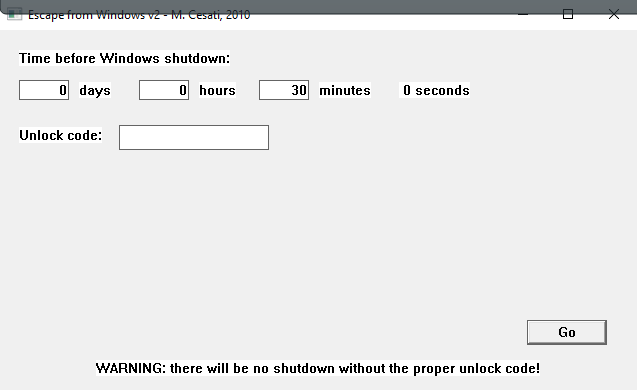 Escape from Windows v2 - M. Cesati, 2010
Time before Windows shutdown:
0 days 0 hours 30 minutes 0 seconds
Unlock code:
Go
WARNING: there will be no shutdown without the proper unlock code!